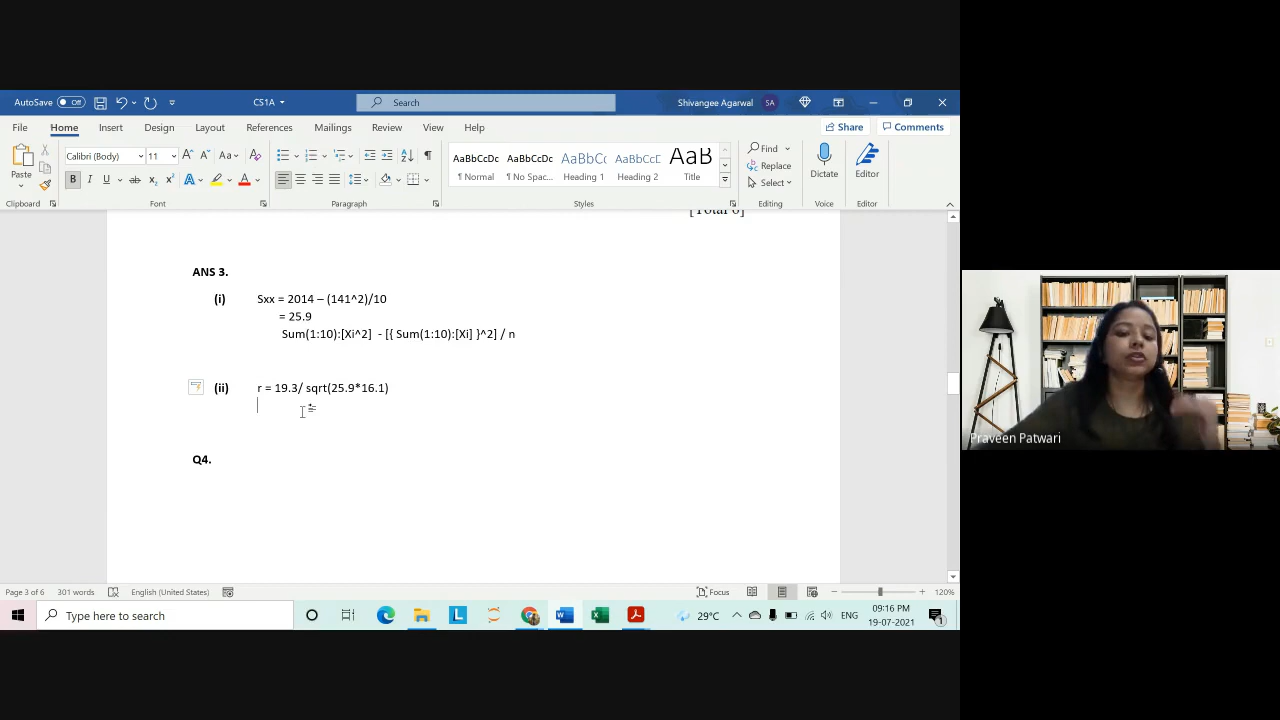 AutoSave Off
CS1A
Search
Shivangee Agarwal SA
File Home Insert Design Layout References Mailings Review View Help
Share Comments
Paste
Calibri (Body) 11
AaBbCcDc AaBbCcDc AaBbCc AaBbCcD AaB
¶ Normal ¶ No Spac... Heading 1 Heading 2 Title
Find
Replace
Select
Dictate
Editor
Clipboard Font Paragraph Styles Editing Voice Editor
[Total 6]
ANS 3.
(i) Sxx = 2014 – (141^2)/10
= 25.9
Sum(1:10):[Xi^2] - [{ Sum(1:10):[Xi] }^2] / n
(ii) r = 19.3/ sqrt(25.9*16.1)
Q4.
Praveen Patwari
Page 3 of 6 301 words English (United States) Focus 120%
Type here to search
29°C ENG
09:16 PM
19-07-2021
1